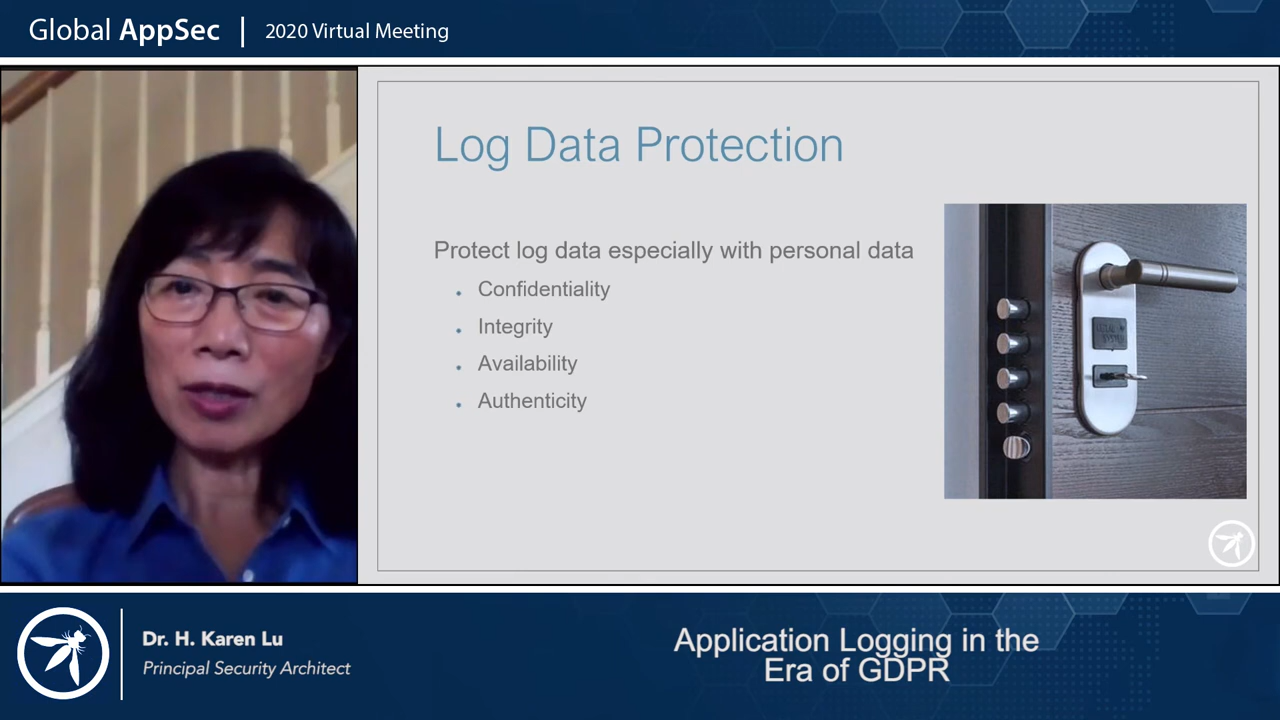 Global AppSec | 2020 Virtual Meeting
Log Data Protection
Protect log data especially with personal data
• Confidentiality
• Integrity
• Availability
• Authenticity
Dr. H. Karen Lu
Principal Security Architect
Application Logging in the
Era of GDPR